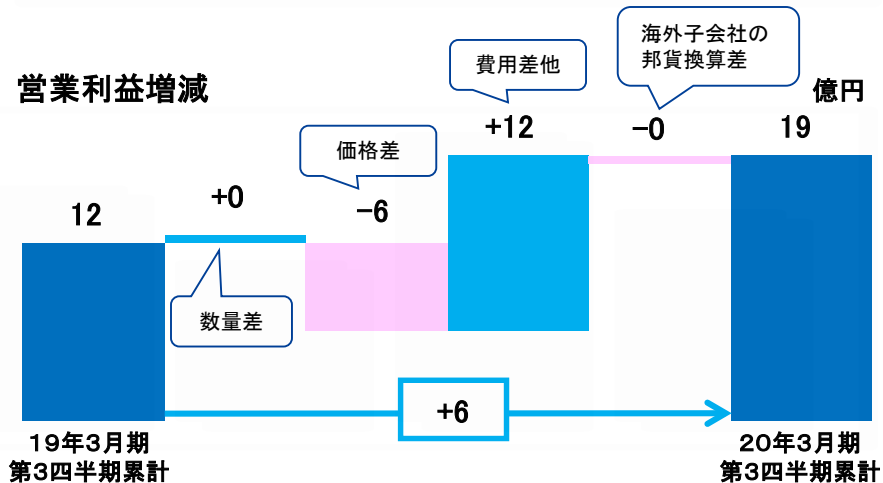 海外子会社の
邦貨換算差
費用差他
営業利益増減
億円
+12
−0
19
価格差
+0
−6
12
数量差
+6
19年3月期
第3四半期累計
20年3月期
第3四半期累計